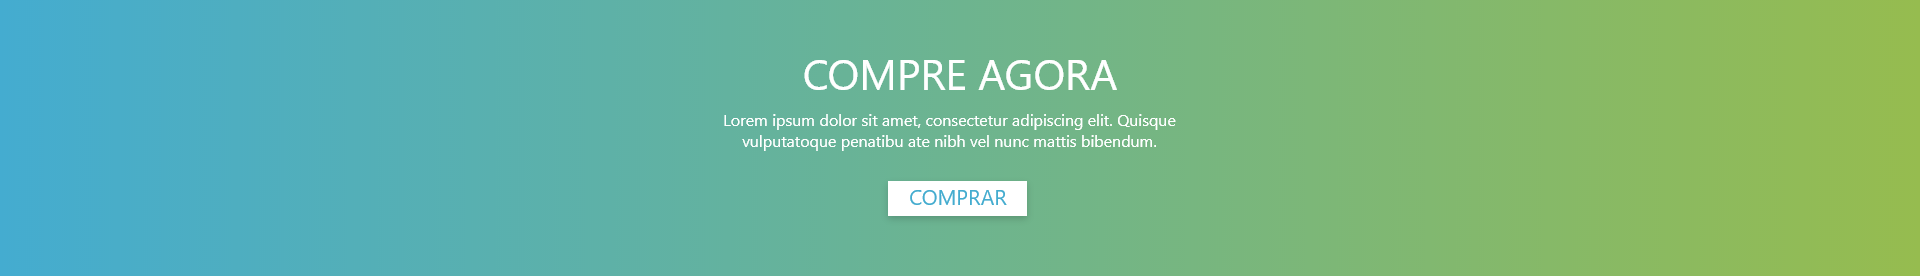 COMPRE AGORA
Lorem ipsum dolor sit amet, consectetur adipiscing elit. Quisque
vulputatoque penatibu ate nibh vel nunc mattis bibendum.
COMPRAR